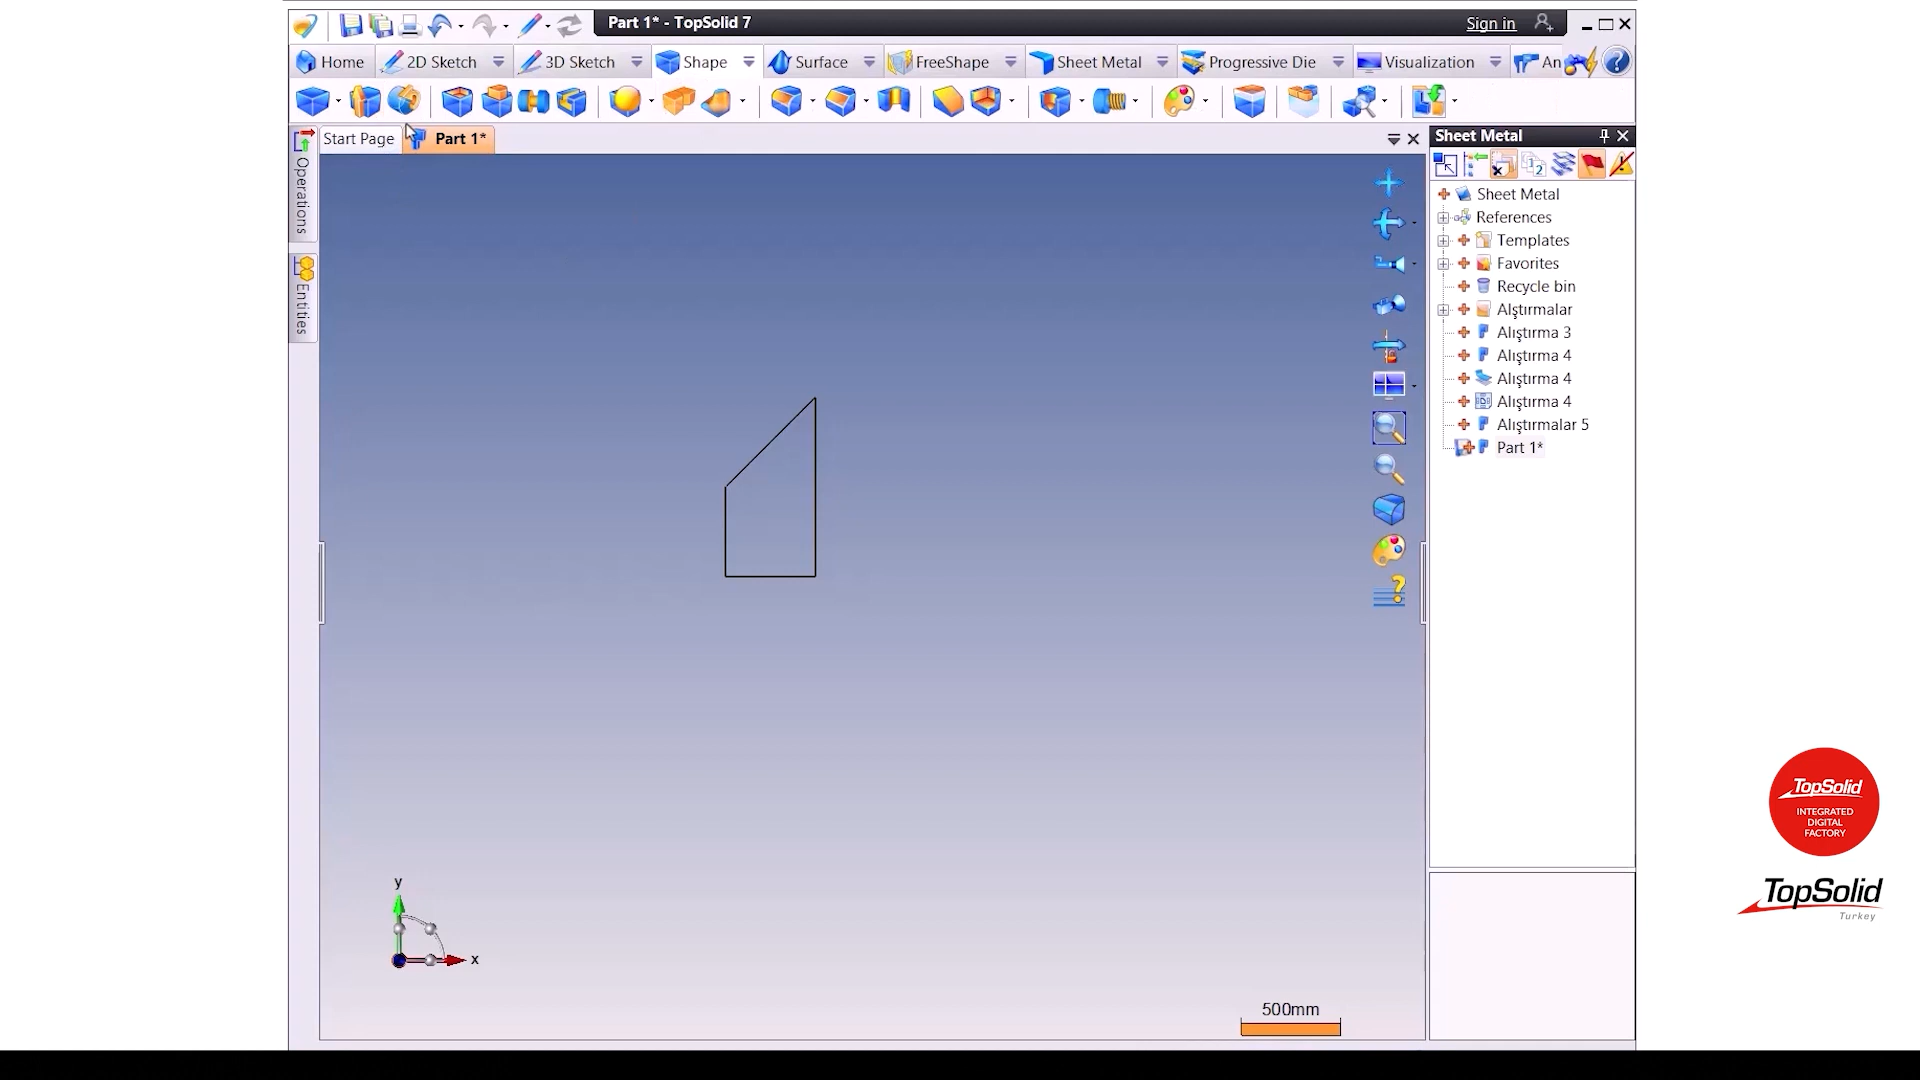 Part 1* - TopSolid 7
Sign in
Home
2D Sketch
3D Sketch
Shape
Surface
FreeShape
Sheet Metal
Progressive Die
Visualization
An
Start Page
Part 1*
Sheet Metal
Operations
Entities
Sheet Metal
References
Templates
Favorites
Recycle bin
Alştırmalar
Alıştırma 3
Alıştırma 4
Alıştırma 4
Alıştırma 4
Alıştırmalar 5
Part 1*
y
x
500mm
TopSolid
INTEGRATED
DIGITAL
FACTORY
TopSolid
Turkey